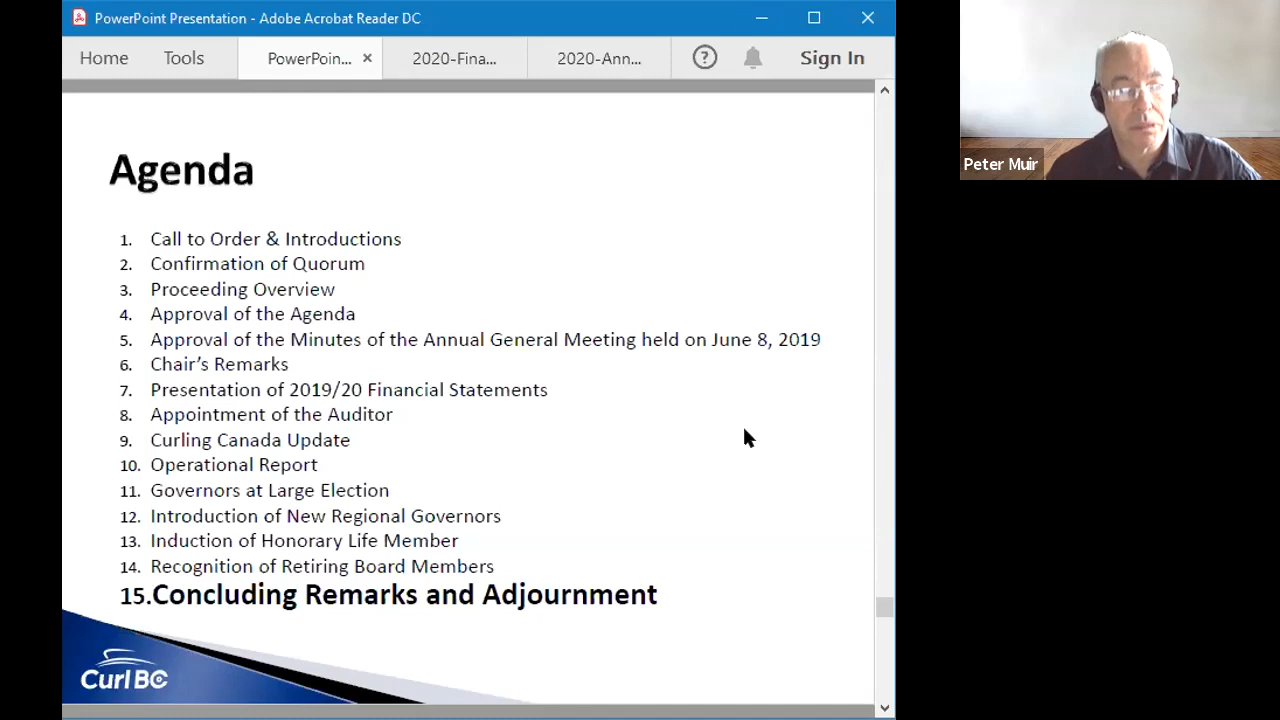 PowerPoint Presentation - Adobe Acrobat Reader DC
Home Tools PowerPoin... × 2020-Fina... 2020-Ann... ? Sign In
Peter Muir
Agenda
1. Call to Order & Introductions
2. Confirmation of Quorum
3. Proceeding Overview
4. Approval of the Agenda
5. Approval of the Minutes of the Annual General Meeting held on June 8, 2019
6. Chair’s Remarks
7. Presentation of 2019/20 Financial Statements
8. Appointment of the Auditor
9. Curling Canada Update
10. Operational Report
11. Governors at Large Election
12. Introduction of New Regional Governors
13. Induction of Honorary Life Member
14. Recognition of Retiring Board Members
15.Concluding Remarks and Adjournment
Curl BC